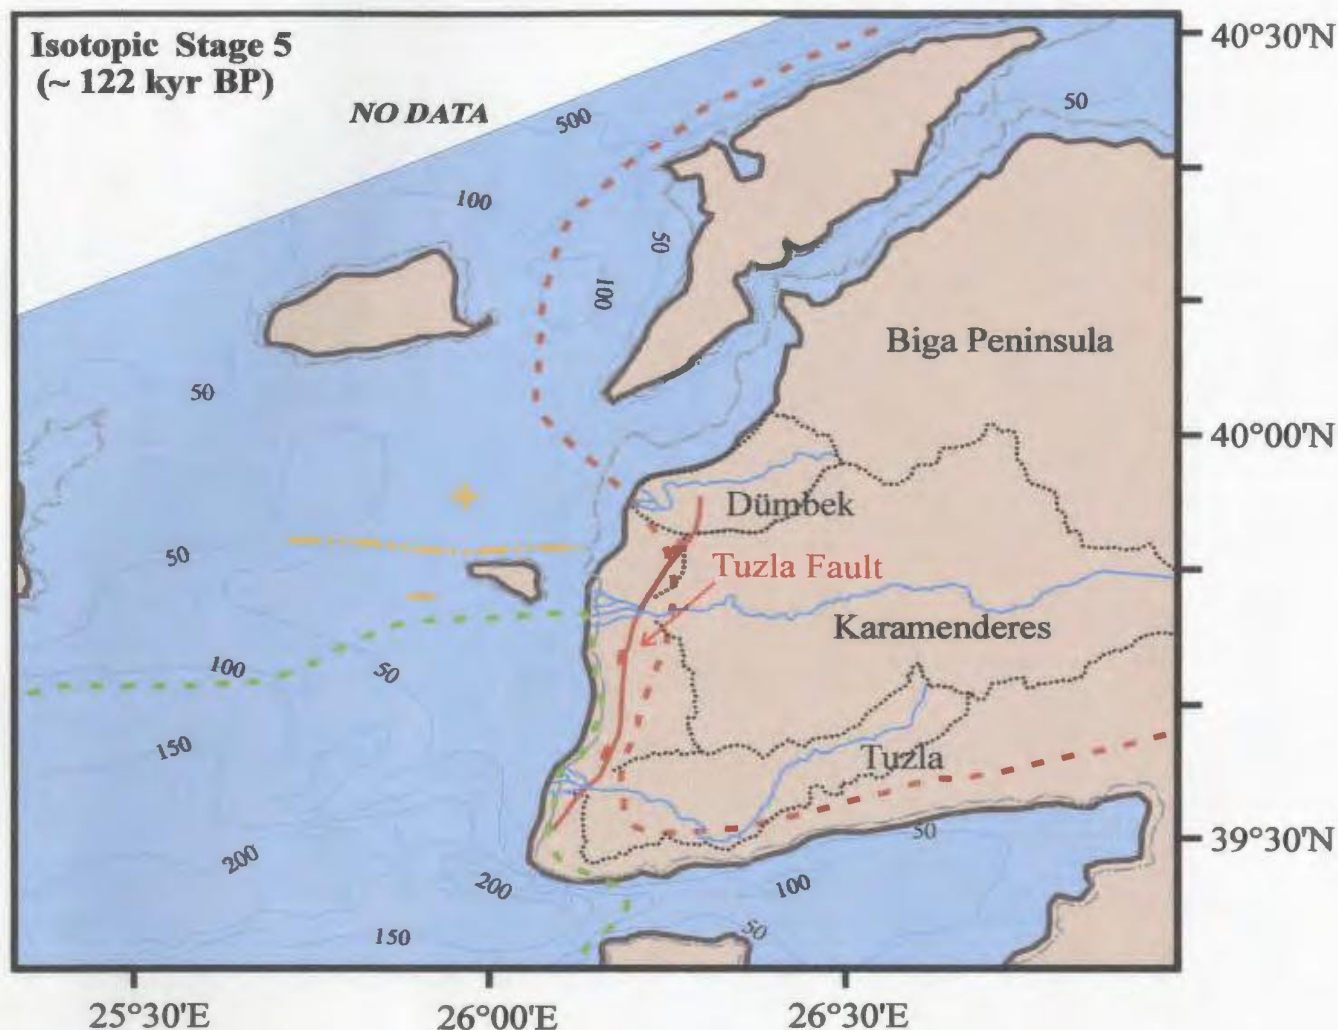 Isotopic Stage 5
(~ 122 kyr BP)
NO DATA
500
50
40°30'N
100
50
100
Biga Peninsula
50
40°00'N
Dümbek
50
Tuzla Fault
Karamenderes
100
50
150
Tuzla
50
39°30'N
200
200
100
150
50
25°30'E
26°00'E
26°30'E